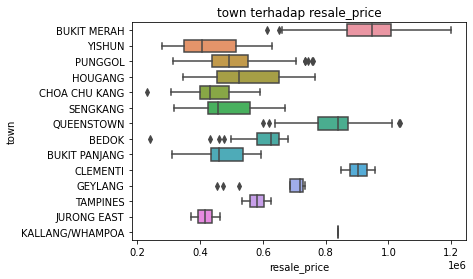 town terhadap resale_price
BUKIT MERAH
YISHUN
PUNGGOL
HOUGANG
CHOA CHU KANG
SENGKANG
QUEENSTOWN
BEDOK
BUKIT PANJANG
CLEMENTI
GEYLANG
TAMPINES
JURONG EAST
KALLANG/WHAMPOA
town
0.2 0.4 0.6 0.8 1.0 1.2
1e6
resale_price